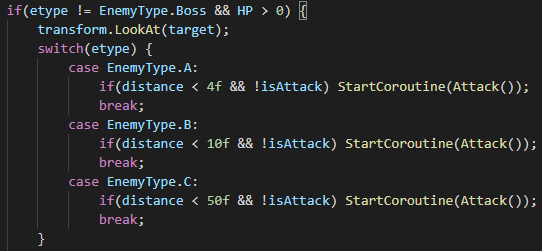 if(etype != EnemyType.Boss && HP > 0) {
    transform.LookAt(target);
    switch(etype) {
        case EnemyType.A:
            if(distance < 4f && !isAttack) StartCoroutine(Attack());
            break;
        case EnemyType.B:
            if(distance < 10f && !isAttack) StartCoroutine(Attack());
            break;
        case EnemyType.C:
            if(distance < 50f && !isAttack) StartCoroutine(Attack());
            break;
    }